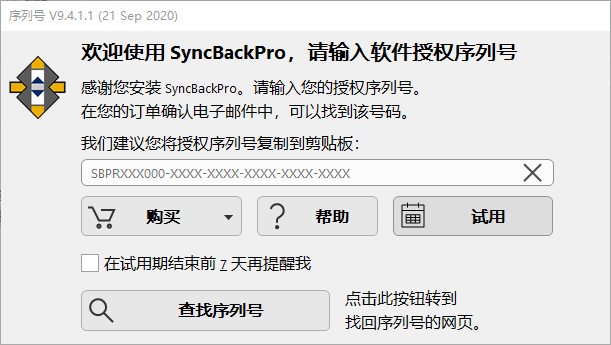 序列号 V9.4.1.1 (21 Sep 2020)
欢迎使用 SyncBackPro，请输入软件授权序列号
感谢您安装 SyncBackPro。请输入您的授权序列号。
在您的订单确认电子邮件中，可以找到该号码。
我们建议您将授权序列号复制到剪贴板：
SBPRXXX000-XXXX-XXXX-XXXX-XXXX-XXXX
购买 帮助 试用
在试用期结束前 7 天再提醒我
查找序列号
点击此按钮转到
找回序列号的网页。